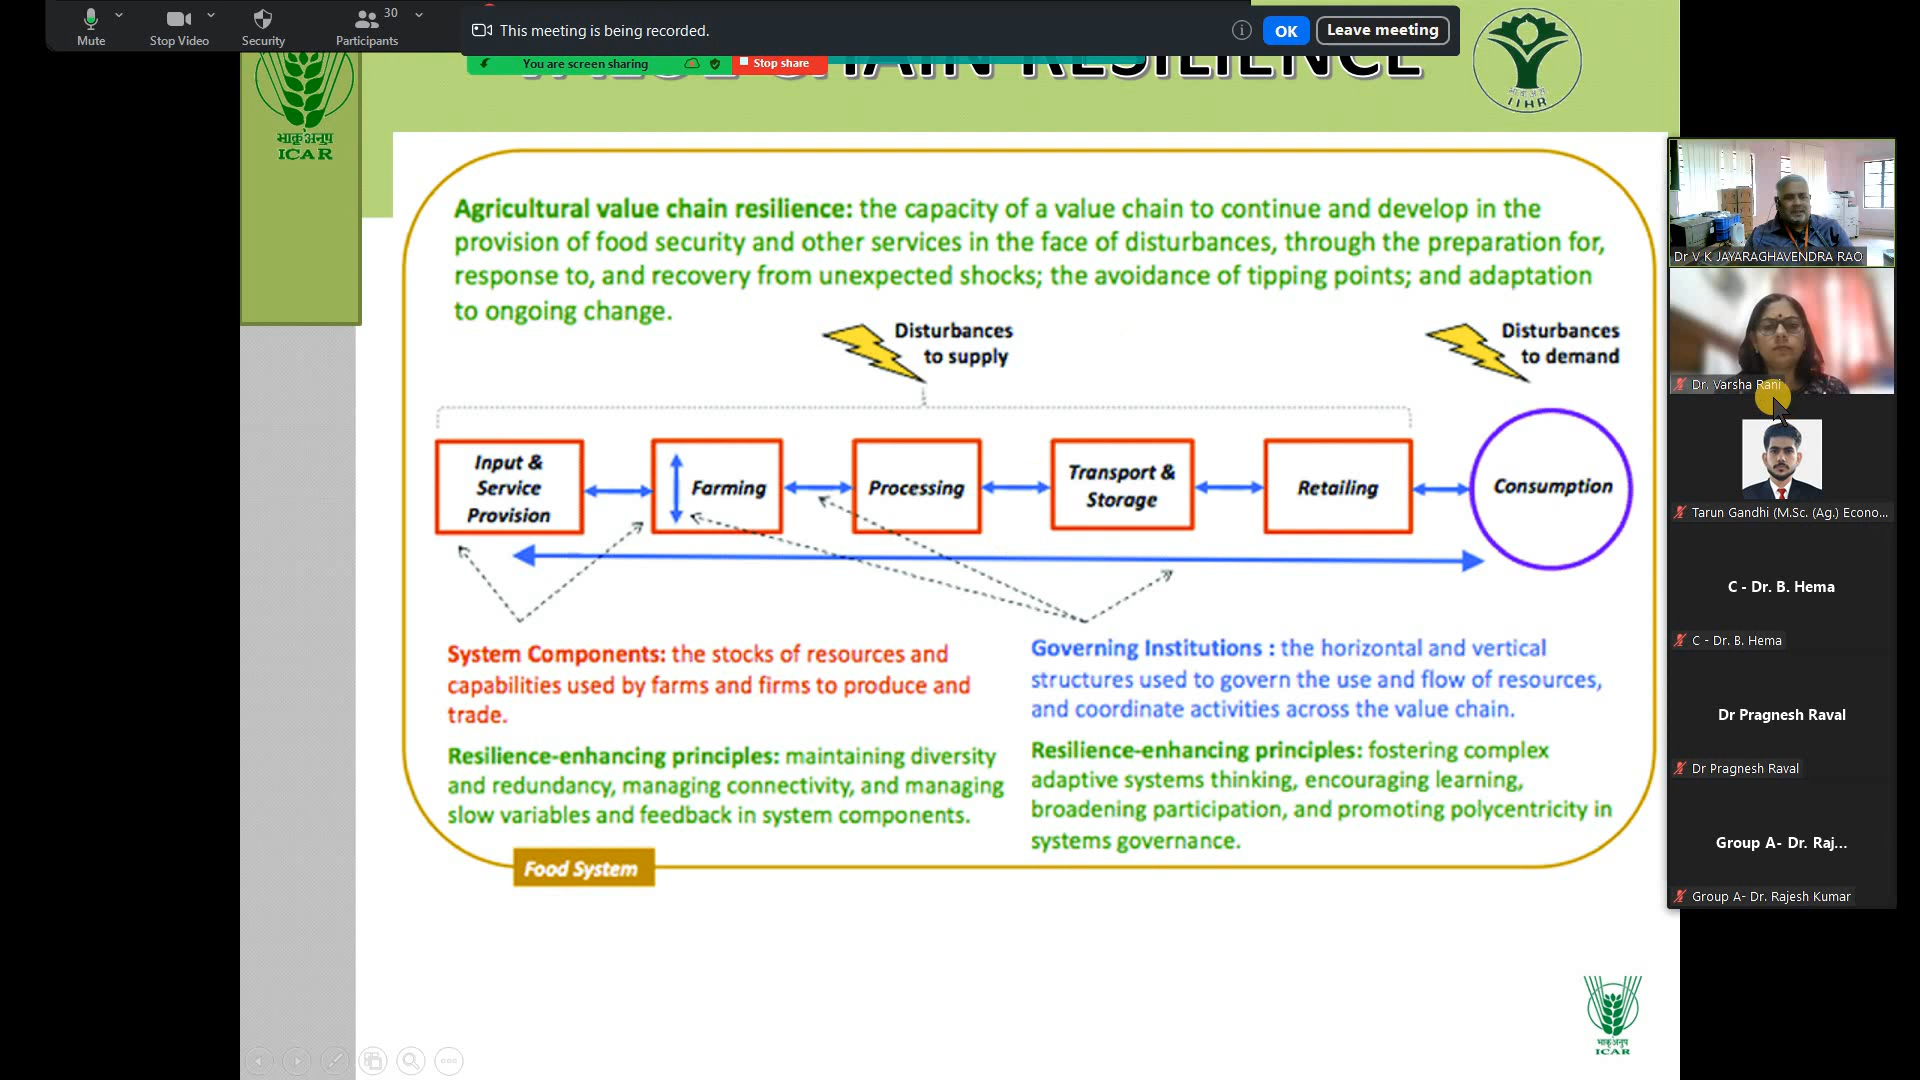 Mute
Stop Video
Security
30
Participants
This meeting is being recorded.
OK
Leave meeting
You are screen sharing
Stop share
CHAIN RESILIENCE
भाकृअनुप
ICAR
IIHR
Agricultural value chain resilience: the capacity of a value chain to continue and develop in the
provision of food security and other services in the face of disturbances, through the preparation for,
response to, and recovery from unexpected shocks; the avoidance of tipping points; and adaptation
to ongoing change.
Disturbances
to supply
Disturbances
to demand
Input &
Service
Provision
Farming
Processing
Transport &
Storage
Retailing
Consumption
System Components: the stocks of resources and
capabilities used by farms and firms to produce and
trade.
Resilience-enhancing principles: maintaining diversity
and redundancy, managing connectivity, and managing
slow variables and feedback in system components.
Governing Institutions : the horizontal and vertical
structures used to govern the use and flow of resources,
and coordinate activities across the value chain.
Resilience-enhancing principles: fostering complex
adaptive systems thinking, encouraging learning,
broadening participation, and promoting polycentricity in
systems governance.
Food System
भाकृअनुप
ICAR
Dr V K JAYARAGHAVENDRA RAO
Dr. Varsha Rani
Tarun Gandhi (M.Sc. (Ag.) Econo...
C - Dr. B. Hema
C - Dr. B. Hema
Dr Pragnesh Raval
Dr Pragnesh Raval
Group A- Dr. Raj...
Group A- Dr. Rajesh Kumar